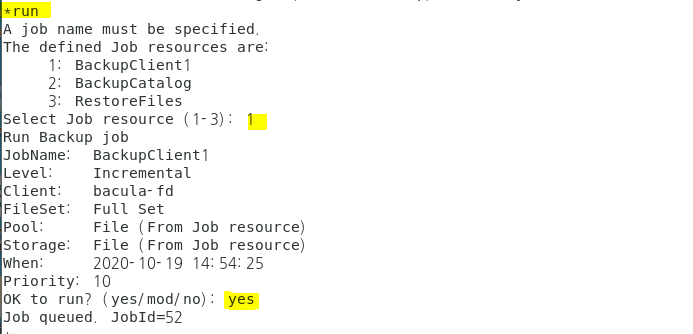 *run
A job name must be specified.
The defined Job resources are:
1: BackupClient1
2: BackupCatalog
3: RestoreFiles
Select Job resource (1-3): 1
Run Backup job
JobName: BackupClient1
Level: Incremental
Client: bacula-fd
FileSet: Full Set
Pool: File (From Job resource)
Storage: File (From Job resource)
When: 2020-10-19 14:54:25
Priority: 10
OK to run? (yes/mod/no): yes
Job queued. JobId=52